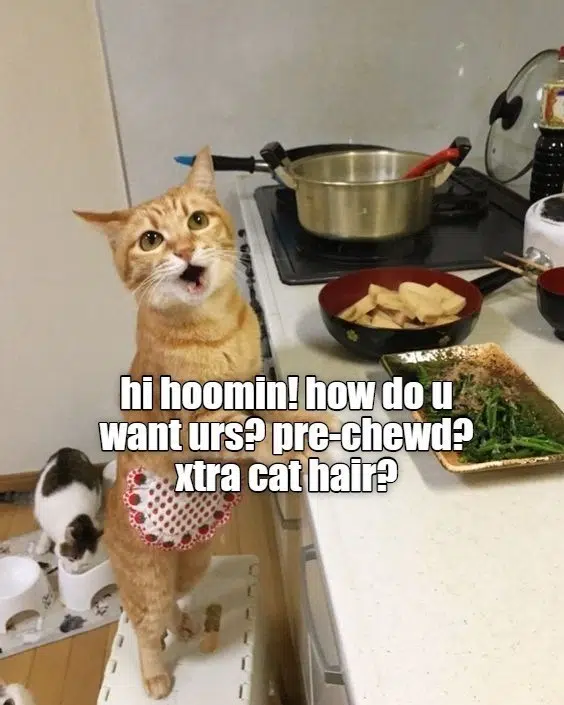 hi hoomin! how do u
want urs? pre-chewd?
xtra cat hair?